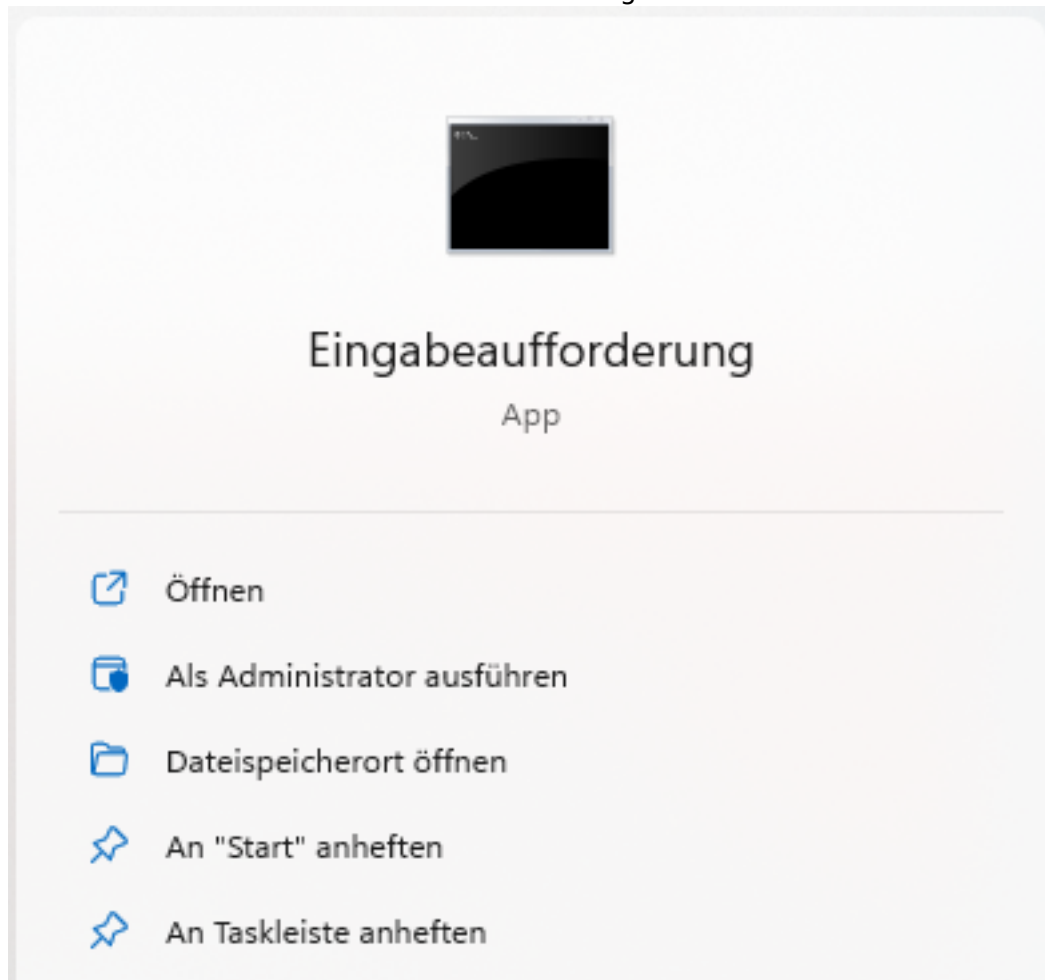 Eingabeaufforderung
App
Öffnen
Als Administrator ausführen
Dateispeicherort öffnen
An "Start" anheften
An Taskleiste anheften